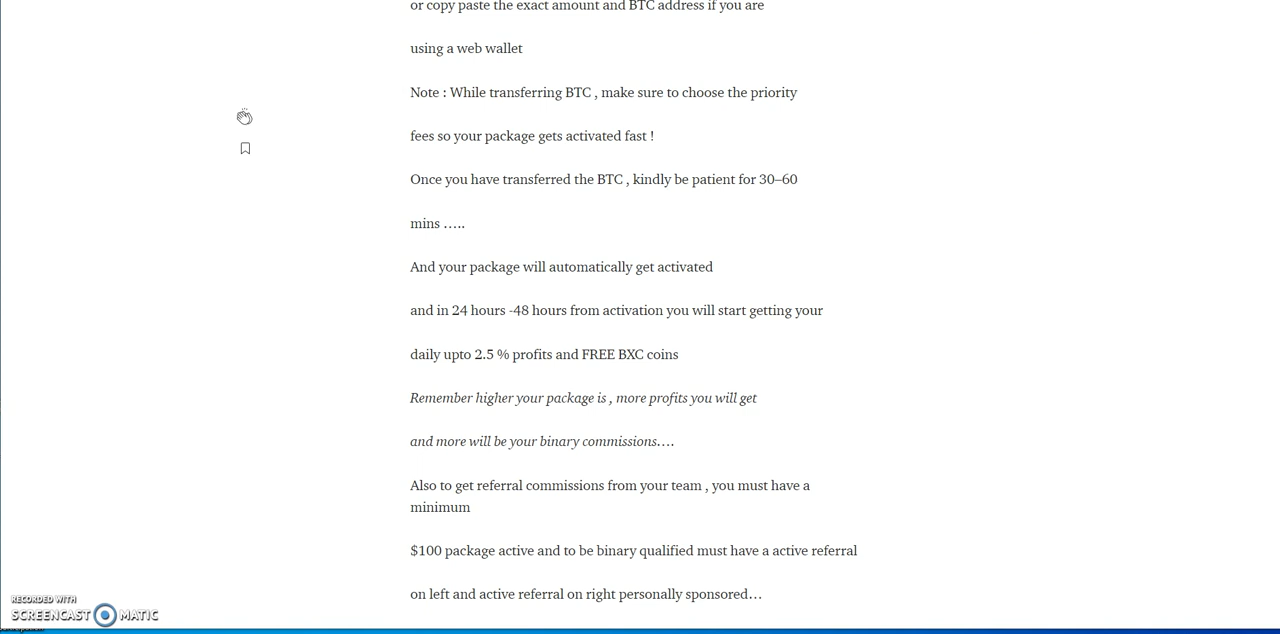 or copy paste the exact amount and BTC address if you are
using a web wallet
Note : While transferring BTC , make sure to choose the priority
fees so your package gets activated fast !
Once you have transferred the BTC , kindly be patient for 30–60
mins …..
And your package will automatically get activated
and in 24 hours -48 hours from activation you will start getting your
daily upto 2.5 % profits and FREE BXC coins
Remember higher your package is , more profits you will get
and more will be your binary commissions….
Also to get referral commissions from your team , you must have a
minimum
$100 package active and to be binary qualified must have a active referral
on left and active referral on right personally sponsored…
RECORDED WITH
SCREENCAST MATIC